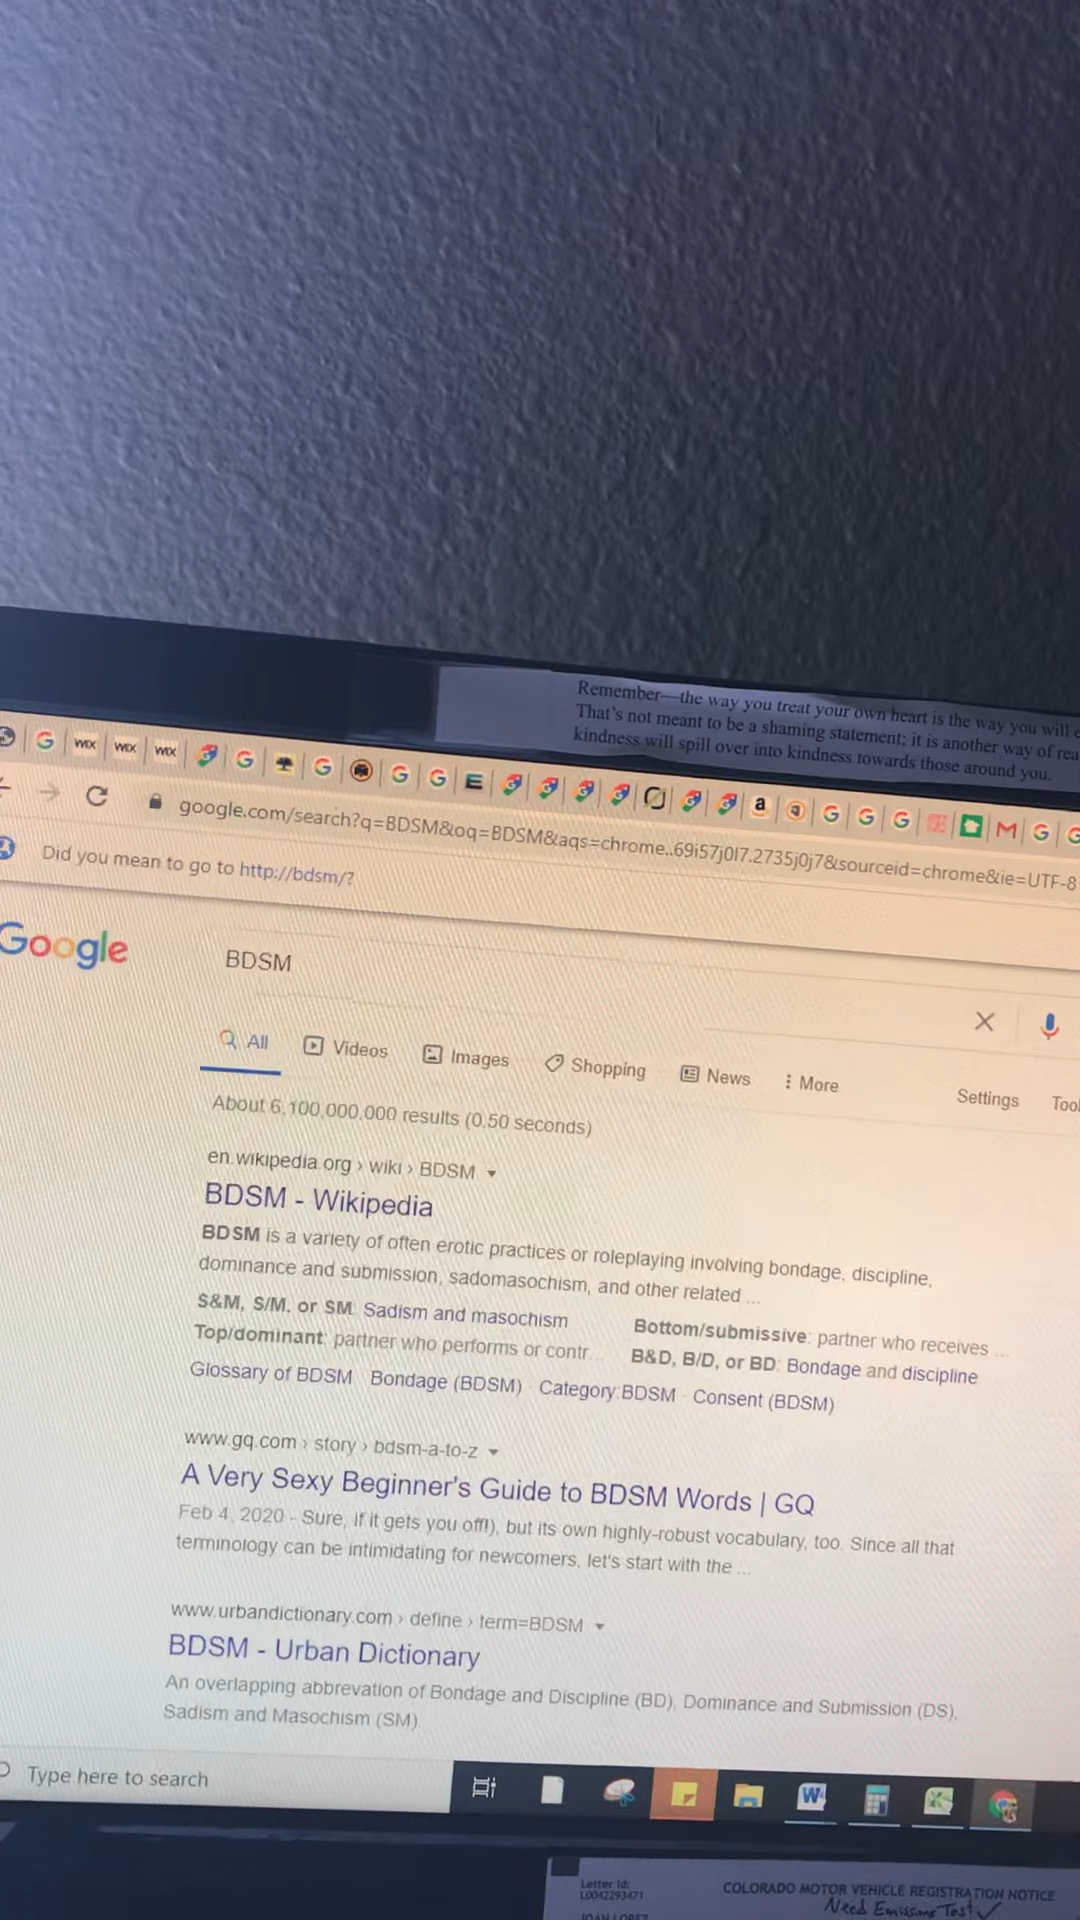 Remember—the way you treat your own heart is the way you will
That's not meant to be a shaming statement; it is another way of
kindness will spill over into kindness towards those around you.
WIX WIX WIX
google.com/search?q=BDSM&oq=BDSM&aqs=chrome..69i57j0l7.2735j0j7&sourceid=chrome&ie=UTF-8
Did you mean to go to http://bdsm/?
Google
BDSM
All Videos Images Shopping News More
Settings
About 6,100,000,000 results (0.50 seconds)
en.wikipedia.org › wiki › BDSM
BDSM - Wikipedia
BDSM is a variety of often erotic practices or roleplaying involving bondage, discipline,
dominance and submission, sadomasochism, and other related ...
S&M, S/M, or SM: Sadism and masochism
Bottom/submissive: partner who receives ...
Top/dominant: partner who performs or contr...
B&D, B/D, or BD: Bondage and discipline
Glossary of BDSM · Bondage (BDSM) · Category:BDSM · Consent (BDSM)
www.gq.com › story › bdsm-a-to-z
A Very Sexy Beginner's Guide to BDSM Words | GQ
Feb 4, 2020 - Sure, if it gets you off!), but its own highly-robust vocabulary, too. Since all that
terminology can be intimidating for newcomers, let's start with the ...
www.urbandictionary.com › define › term=BDSM
BDSM - Urban Dictionary
An overlapping abbrevation of Bondage and Discipline (BD), Dominance and Submission (DS),
Sadism and Masochism (SM).
Type here to search
Letter Id:
L0042293471
COLORADO MOTOR VEHICLE REGISTRATION NOTICE
Need Emissions Test ✓